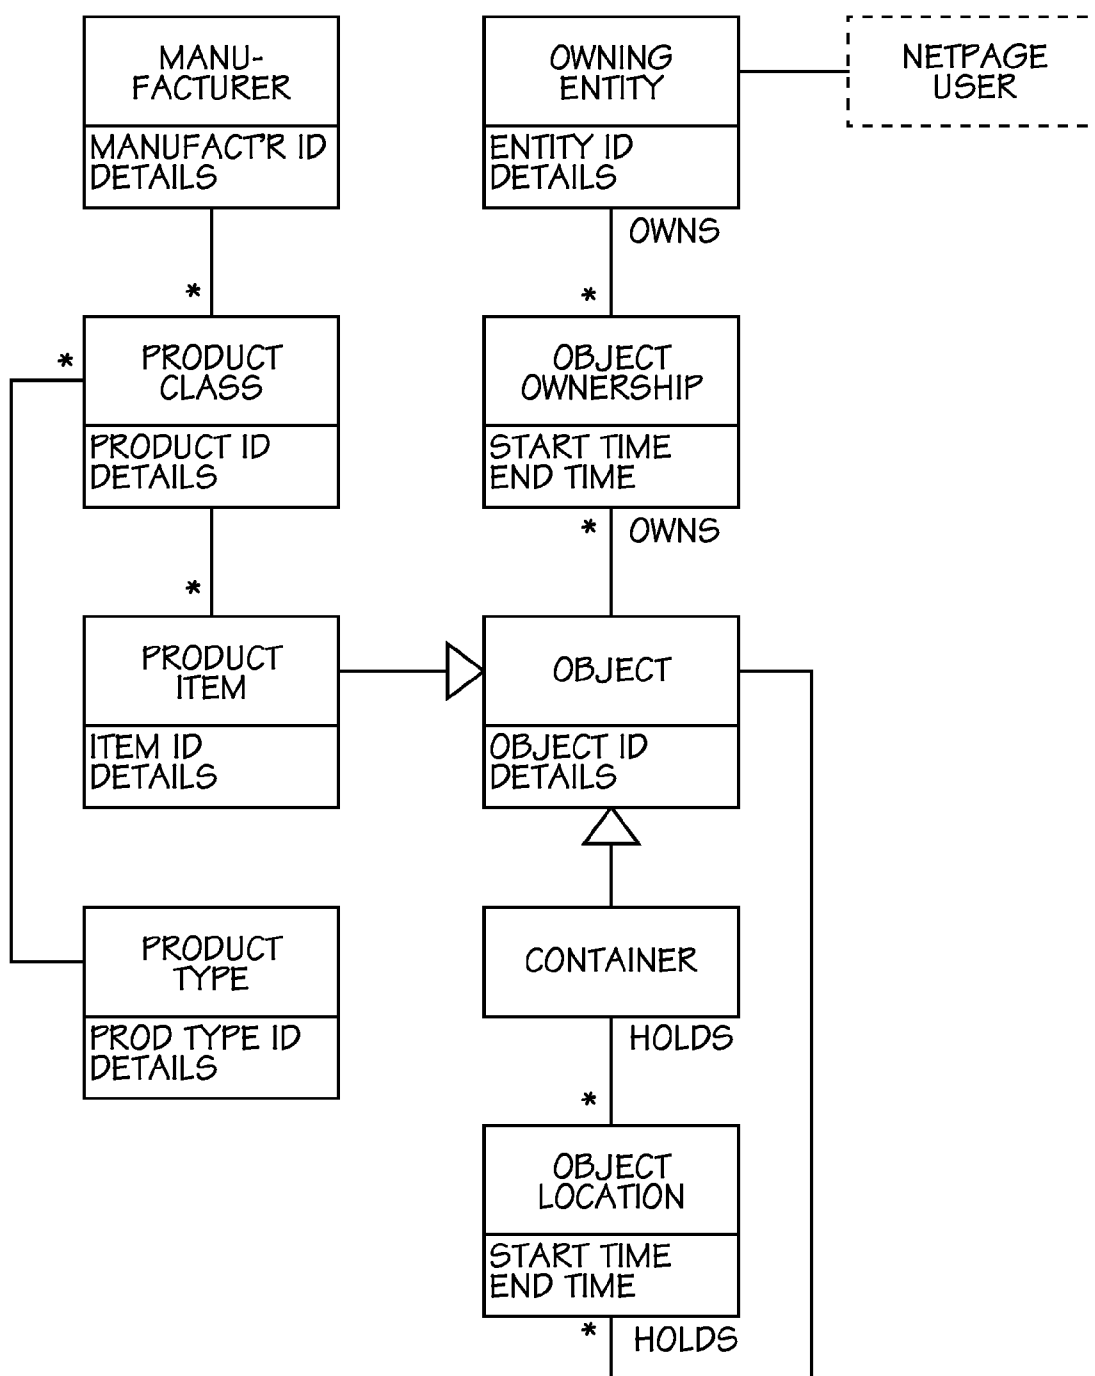 MANU-
FACTURER
MANUFACT'R ID
DETAILS
OWNING
ENTITY
ENTITY ID
DETAILS
NETPAGE
USER
OWNS
*
*
*
PRODUCT
CLASS
PRODUCT ID
DETAILS
OBJECT
OWNERSHIP
START TIME
END TIME
* OWNS
*
PRODUCT
ITEM
ITEM ID
DETAILS
OBJECT
OBJECT ID
DETAILS
PRODUCT
TYPE
PROD TYPE ID
DETAILS
CONTAINER
HOLDS
*
OBJECT
LOCATION
START TIME
END TIME
* HOLDS